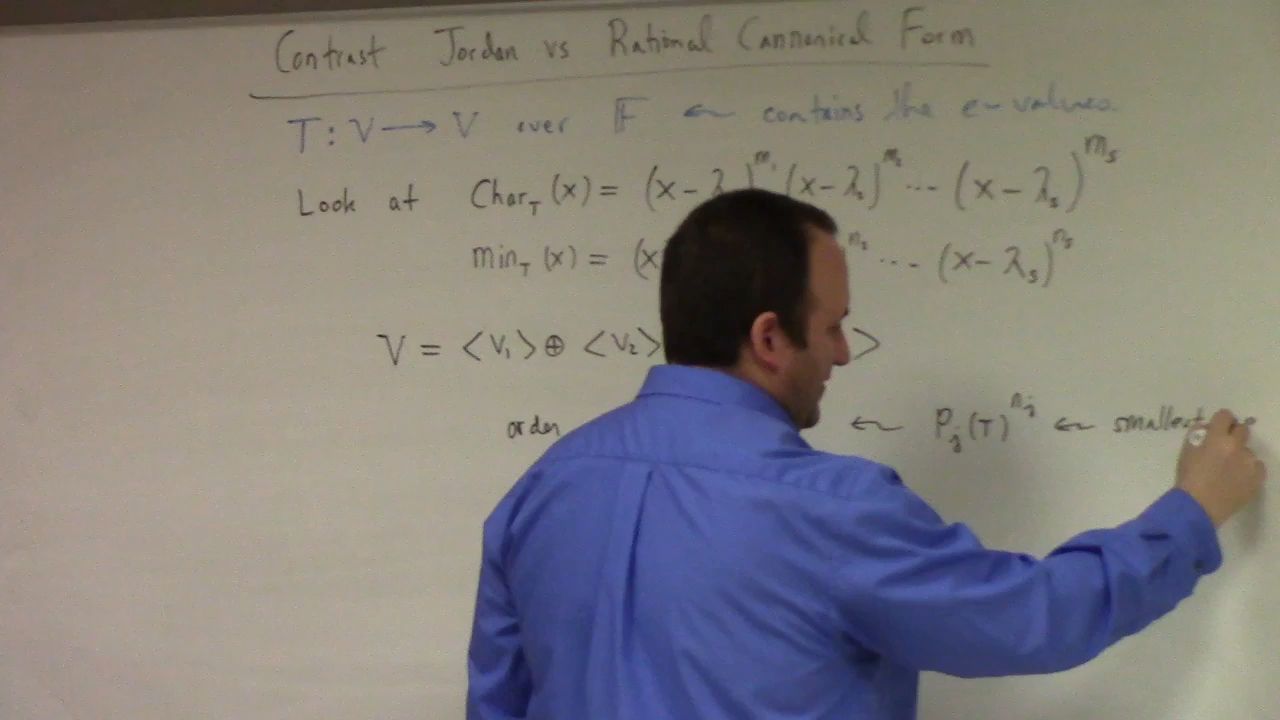 Contrast Jordan vs Rational Cannonical Form
T: V → V over 𝔽 ← contains the e-values.
Look at Char_T (x) = (x - λ )^m₁ (x - λ₂)^m₂ ... (x - λ_s)^m_s
min_T (x) = (x ^n₂ ... (x - λ_s)^n_s
V = <V₁> ⊕ <V₂> >
order ← P_j(T)^n_j ← smallest